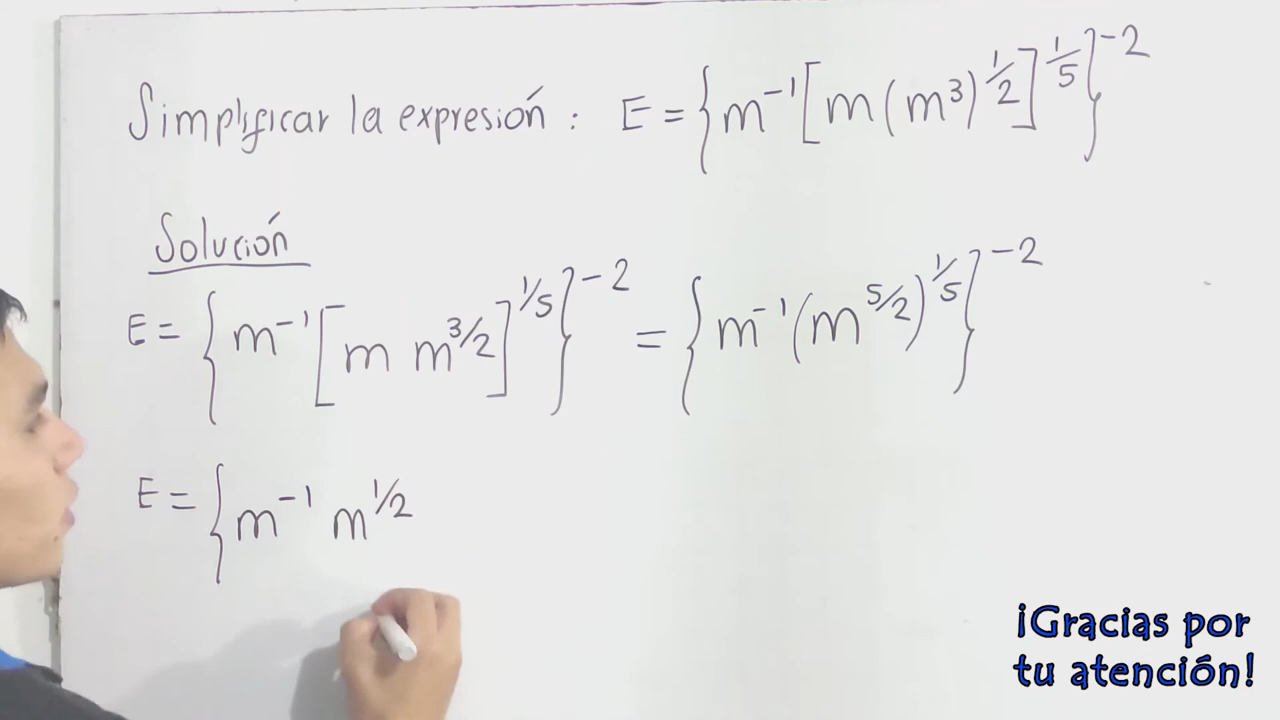 Simplificar la expresión : E = {m⁻¹[m(m³)^1/2]^1/5}⁻²
Solución
E = {m⁻¹[m m^3/2]^1/5}⁻² = {m⁻¹(m^5/2)^1/5}⁻²
E = {m⁻¹ m^1/2
¡Gracias por
tu atención!